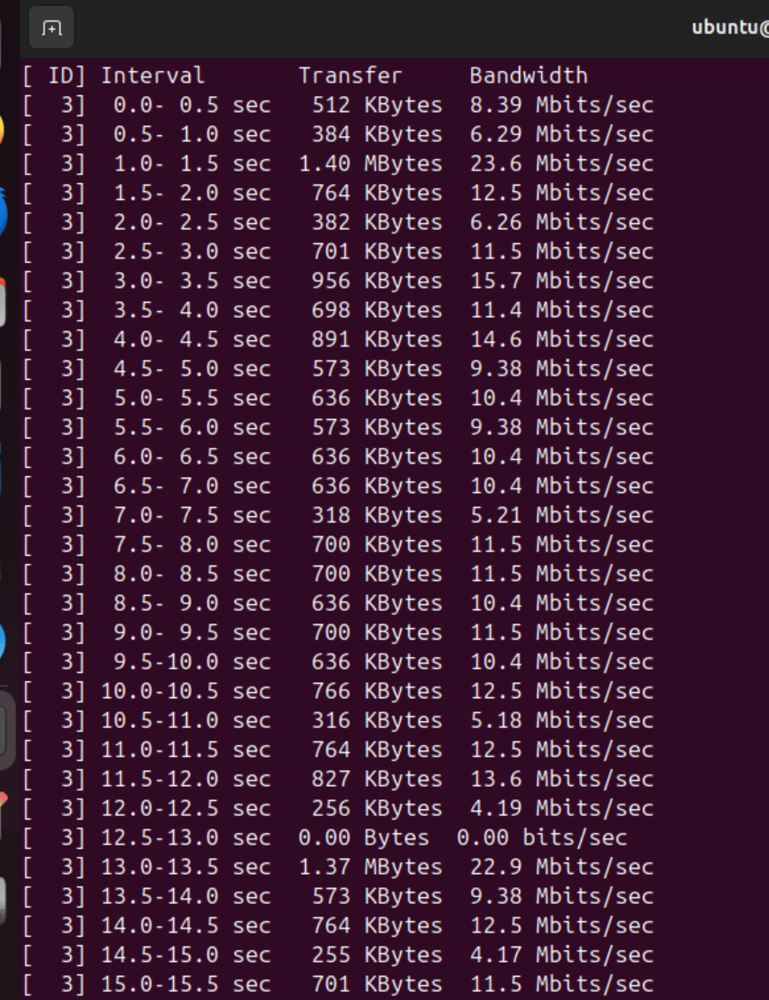 ubuntu@
[ ID] Interval       Transfer     Bandwidth
[  3]  0.0- 0.5 sec   512 KBytes  8.39 Mbits/sec
[  3]  0.5- 1.0 sec   384 KBytes  6.29 Mbits/sec
[  3]  1.0- 1.5 sec  1.40 MBytes  23.6 Mbits/sec
[  3]  1.5- 2.0 sec   764 KBytes  12.5 Mbits/sec
[  3]  2.0- 2.5 sec   382 KBytes  6.26 Mbits/sec
[  3]  2.5- 3.0 sec   701 KBytes  11.5 Mbits/sec
[  3]  3.0- 3.5 sec   956 KBytes  15.7 Mbits/sec
[  3]  3.5- 4.0 sec   698 KBytes  11.4 Mbits/sec
[  3]  4.0- 4.5 sec   891 KBytes  14.6 Mbits/sec
[  3]  4.5- 5.0 sec   573 KBytes  9.38 Mbits/sec
[  3]  5.0- 5.5 sec   636 KBytes  10.4 Mbits/sec
[  3]  5.5- 6.0 sec   573 KBytes  9.38 Mbits/sec
[  3]  6.0- 6.5 sec   636 KBytes  10.4 Mbits/sec
[  3]  6.5- 7.0 sec   636 KBytes  10.4 Mbits/sec
[  3]  7.0- 7.5 sec   318 KBytes  5.21 Mbits/sec
[  3]  7.5- 8.0 sec   700 KBytes  11.5 Mbits/sec
[  3]  8.0- 8.5 sec   700 KBytes  11.5 Mbits/sec
[  3]  8.5- 9.0 sec   636 KBytes  10.4 Mbits/sec
[  3]  9.0- 9.5 sec   700 KBytes  11.5 Mbits/sec
[  3]  9.5-10.0 sec   636 KBytes  10.4 Mbits/sec
[  3] 10.0-10.5 sec   766 KBytes  12.5 Mbits/sec
[  3] 10.5-11.0 sec   316 KBytes  5.18 Mbits/sec
[  3] 11.0-11.5 sec   764 KBytes  12.5 Mbits/sec
[  3] 11.5-12.0 sec   827 KBytes  13.6 Mbits/sec
[  3] 12.0-12.5 sec   256 KBytes  4.19 Mbits/sec
[  3] 12.5-13.0 sec  0.00 Bytes  0.00 bits/sec
[  3] 13.0-13.5 sec  1.37 MBytes  22.9 Mbits/sec
[  3] 13.5-14.0 sec   573 KBytes  9.38 Mbits/sec
[  3] 14.0-14.5 sec   764 KBytes  12.5 Mbits/sec
[  3] 14.5-15.0 sec   255 KBytes  4.17 Mbits/sec
[  3] 15.0-15.5 sec   701 KBytes  11.5 Mbits/sec